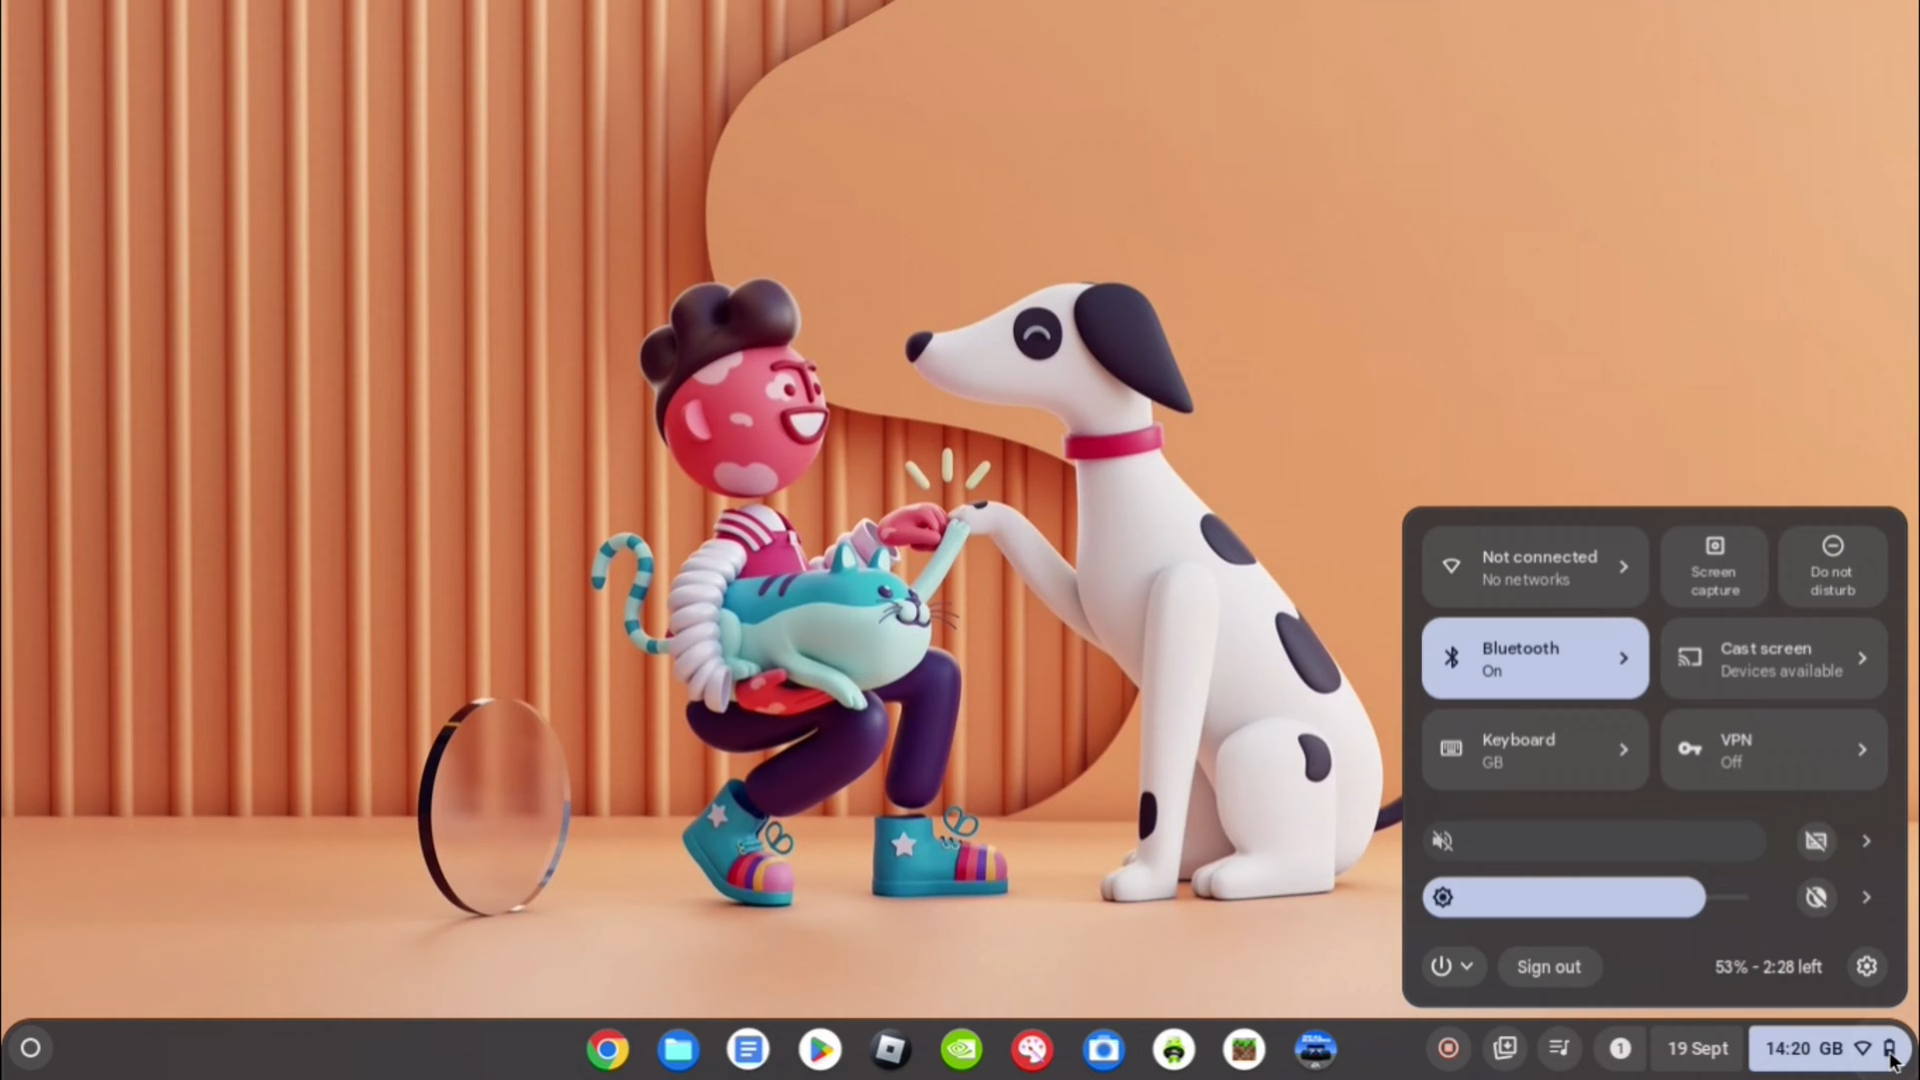 Not connected
No networks
Screen
capture
Do not
disturb
Bluetooth
On
Cast screen
Devices available
Keyboard
GB
VPN
Off
Sign out
53% - 2:28 left
1
19 Sept
14:20 GB